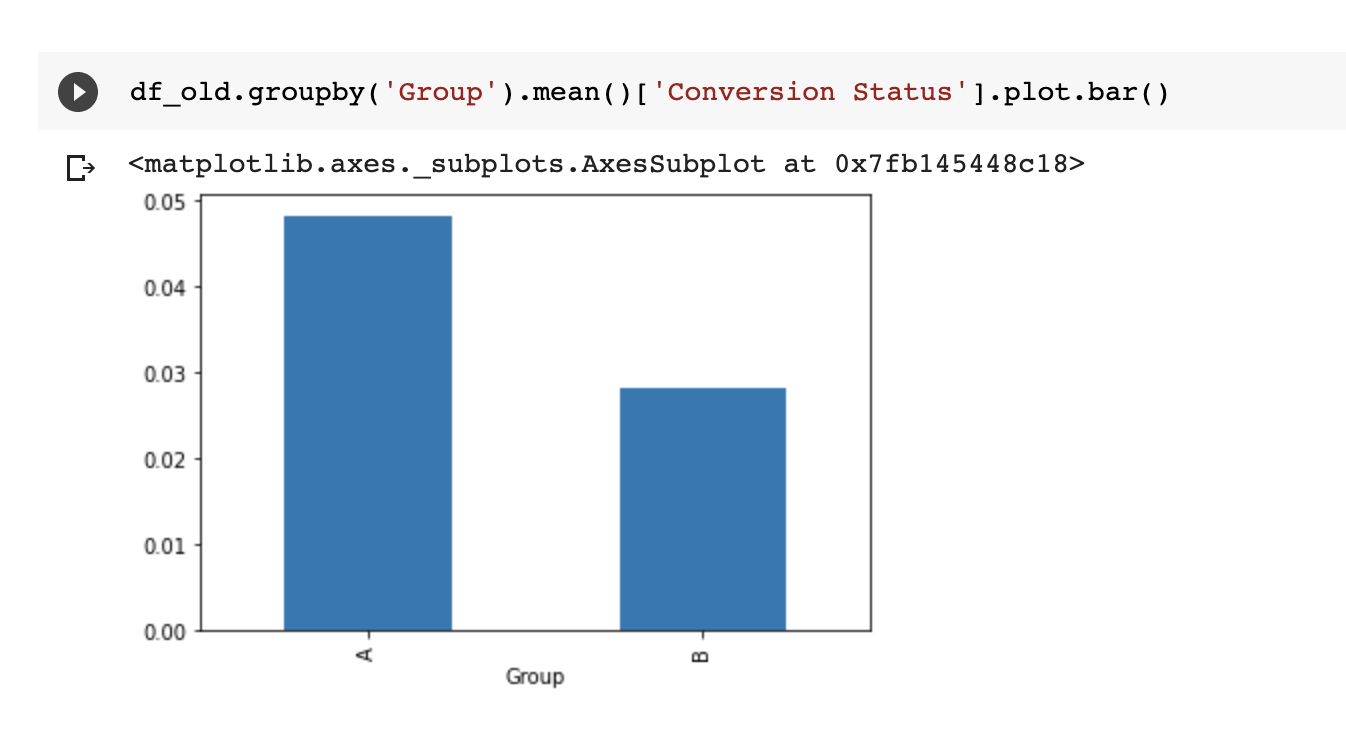 df_old.groupby('Group').mean()['Conversion Status'].plot.bar()
<matplotlib.axes._subplots.AxesSubplot at 0x7fb145448c18>
0.05
0.04
0.03
0.02
0.01
0.00
A
B
Group